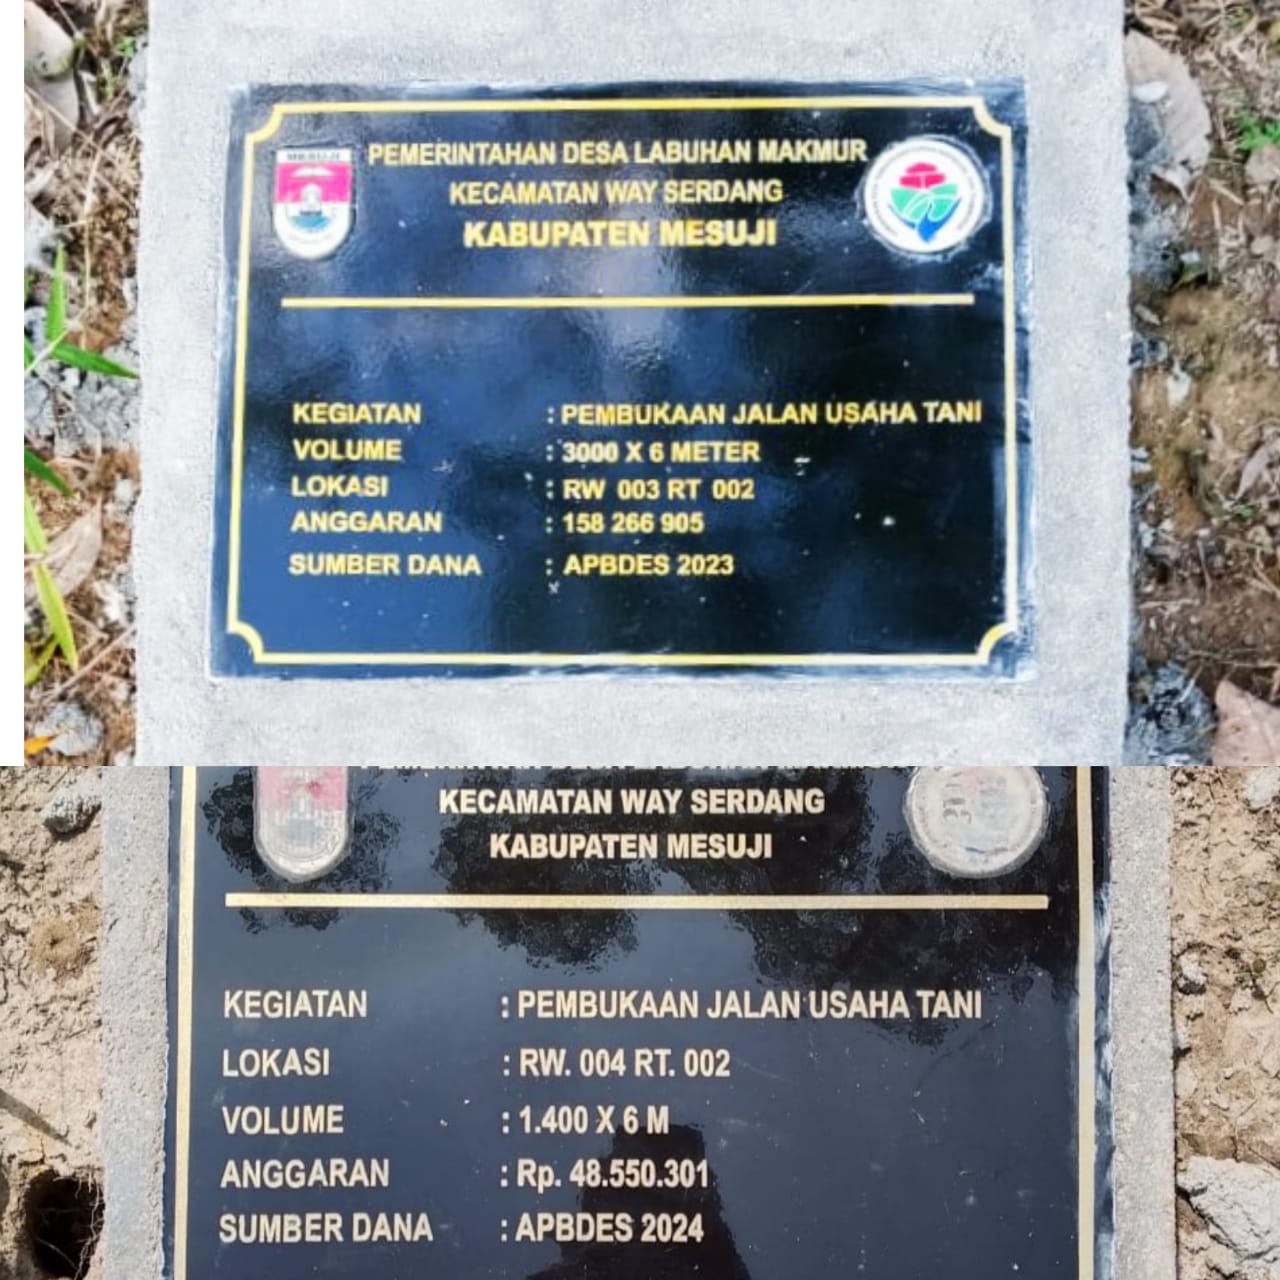 MESUJI
PEMERINTAHAN DESA LABUHAN MAKMUR
KECAMATAN WAY SERDANG
KABUPATEN MESUJI
KEGIATAN : PEMBUKAAN JALAN USAHA TANI
VOLUME : 3000 X 6 METER
LOKASI : RW 003 RT 002
ANGGARAN : 158 266 905
SUMBER DANA : APBDES 2023
KECAMATAN WAY SERDANG
KABUPATEN MESUJI
KEGIATAN : PEMBUKAAN JALAN USAHA TANI
LOKASI : RW. 004 RT. 002
VOLUME : 1.400 X 6 M
ANGGARAN : Rp. 48.550.301
SUMBER DANA : APBDES 2024